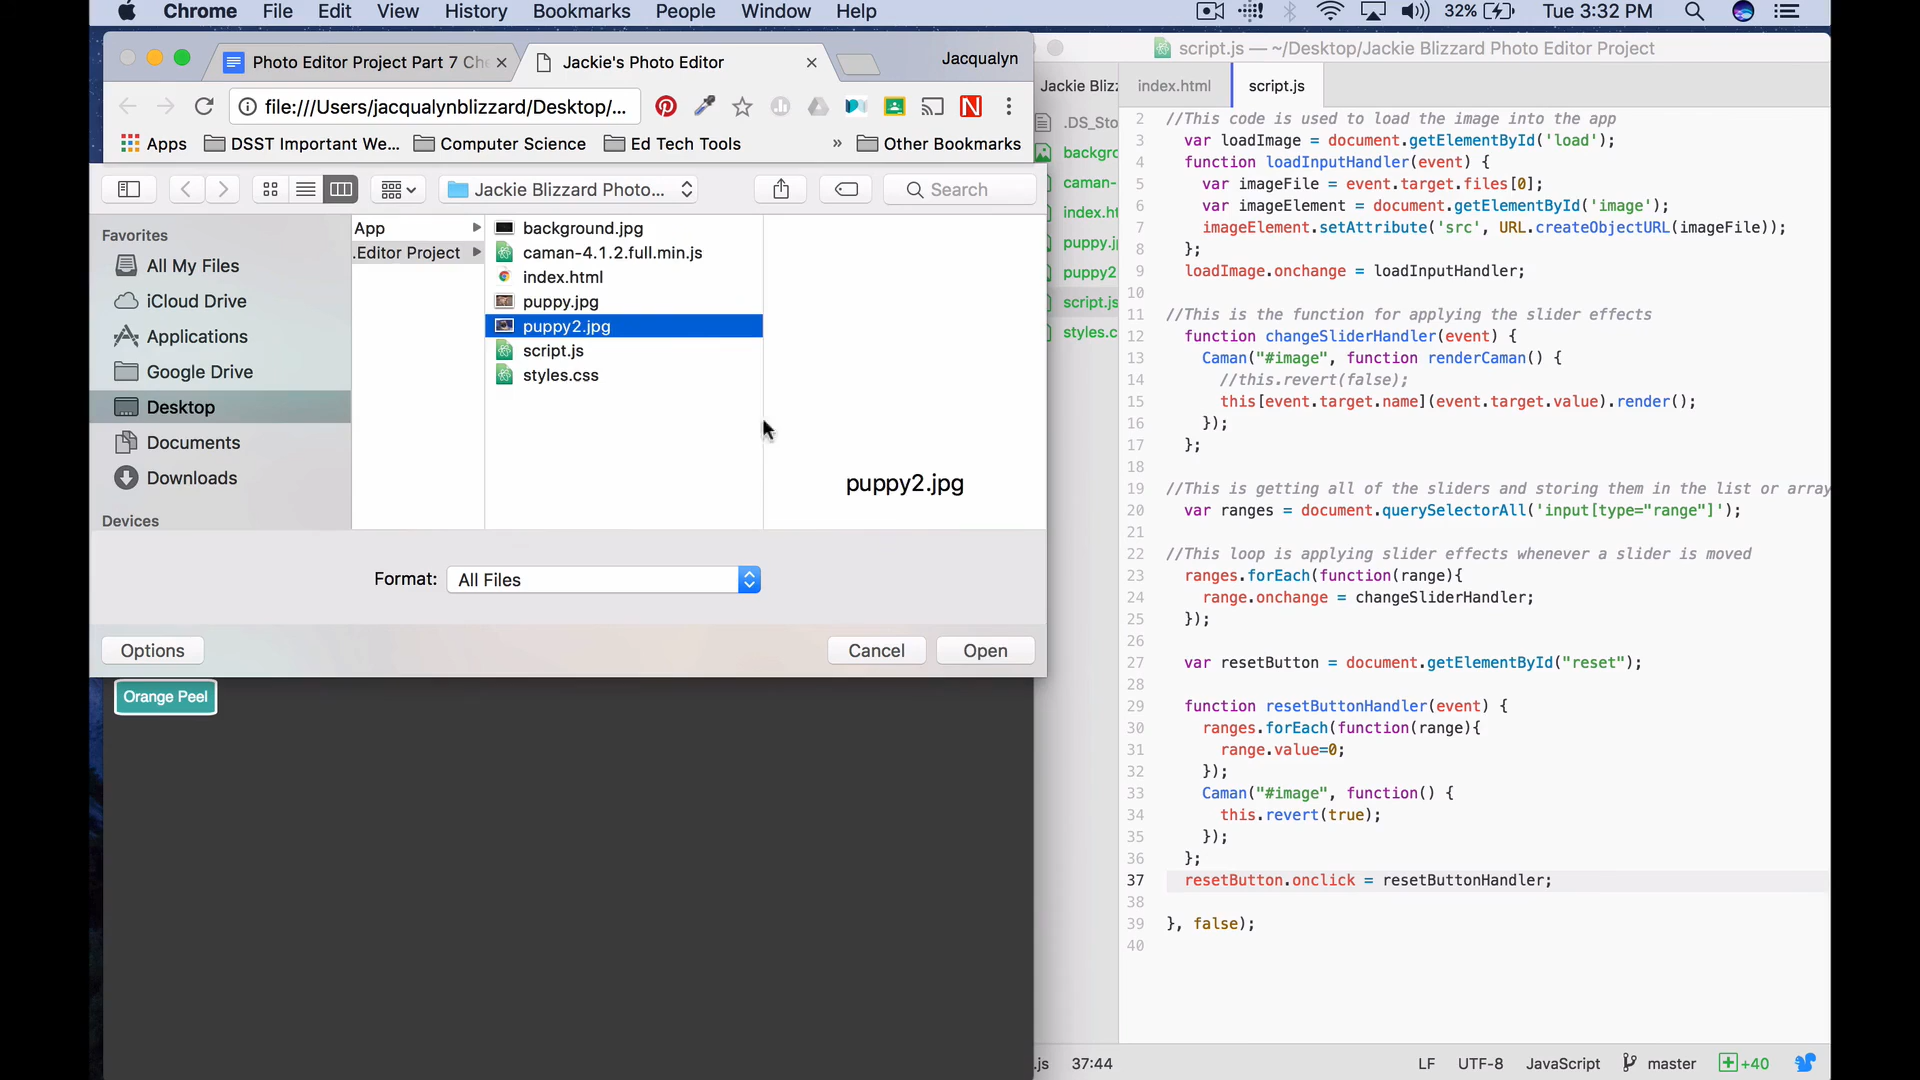 Chrome File Edit View History Bookmarks People Window Help 32% Tue 3:32 PM
Photo Editor Project Part 7 Che
Jackie's Photo Editor
Jacqualyn
file:///Users/jacqualynblizzard/Desktop/...
Apps DSST Important We... Computer Science Ed Tech Tools » Other Bookmarks
Jackie Blizzard Photo...
Search
Favorites
All My Files
iCloud Drive
Applications
Google Drive
Desktop
Documents
Downloads
Devices
App
.Editor Project
background.jpg
caman-4.1.2.full.min.js
index.html
puppy.jpg
puppy2.jpg
script.js
styles.css
puppy2.jpg
Format: All Files
Options Cancel Open
Orange Peel
script.js — ~/Desktop/Jackie Blizzard Photo Editor Project
Jackie Bliz
index.html script.js
.DS_Sto
backgro
caman-
index.ht
puppy.j
puppy2
script.js
styles.c
2 //This code is used to load the image into the app
3 var loadImage = document.getElementById('load');
4 function loadInputHandler(event) {
5 var imageFile = event.target.files[0];
6 var imageElement = document.getElementById('image');
7 imageElement.setAttribute('src', URL.createObjectURL(imageFile));
8 };
9 loadImage.onchange = loadInputHandler;
10
11 //This is the function for applying the slider effects
12 function changeSliderHandler(event) {
13 Caman("#image", function renderCaman() {
14 //this.revert(false);
15 this[event.target.name](event.target.value).render();
16 });
17 };
18
19 //This is getting all of the sliders and storing them in the list or array
20 var ranges = document.querySelectorAll('input[type="range"]');
21
22 //This loop is applying slider effects whenever a slider is moved
23 ranges.forEach(function(range){
24 range.onchange = changeSliderHandler;
25 });
26
27 var resetButton = document.getElementById("reset");
28
29 function resetButtonHandler(event) {
30 ranges.forEach(function(range){
31 range.value=0;
32 });
33 Caman("#image", function() {
34 this.revert(true);
35 });
36 };
37 resetButton.onclick = resetButtonHandler;
38
39 }, false);
40
.js 37:44 LF UTF-8 JavaScript master +40